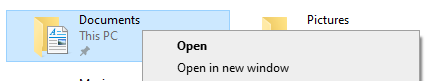 Documents
Pictures
This PC
Open
Open in new window